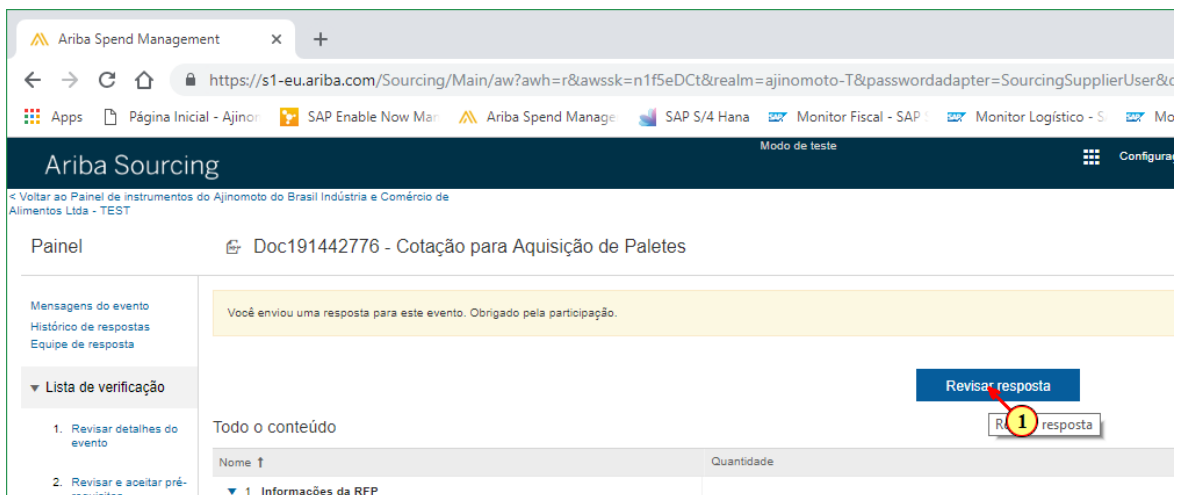 Ariba Spend Management × +
https://s1-eu.ariba.com/Sourcing/Main/aw?awh=r&awssk=n1f5eDCt&realm=ajinomoto-T&passwordadapter=SourcingSupplierUser&
Apps Página Inicial - Ajinon SAP Enable Now Man Ariba Spend Manage SAP S/4 Hana Monitor Fiscal - SAP Monitor Logístico - S Mo
Modo de teste
Ariba Sourcing
Configura
< Voltar ao Painel de instrumentos do Ajinomoto do Brasil Indústria e Comércio de
Alimentos Ltda - TEST
Painel
Doc191442776 - Cotação para Aquisição de Paletes
Mensagens do evento
Histórico de respostas
Equipe de resposta
Você enviou uma resposta para este evento. Obrigado pela participação.
▼ Lista de verificação
Revisar resposta
1
resposta
1. Revisar detalhes do
evento
Todo o conteúdo
Nome ↑ Quantidade
2. Revisar e aceitar pré-
▼ 1 Informações da RFP